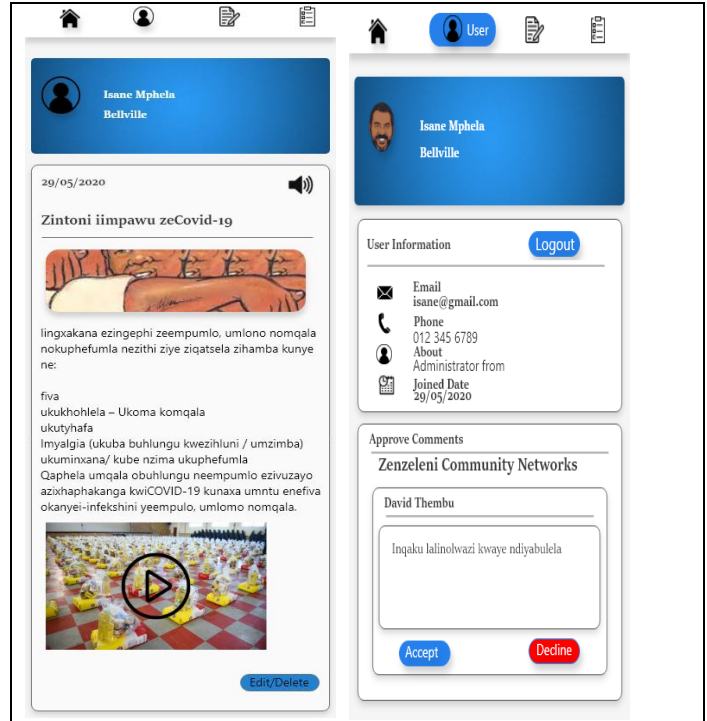 Isane Mphela
Bellville
29/05/2020
Zintoni iimpawu zeCovid-19
Iingxakana ezingephi zeempumlo, umlono nomqala
nokuphefumla nezithi ziye ziqatsela zihamba kunye
ne:
fiva
ukukhohlela – Ukoma komqala
ukutyhafa
Imyalgia (ukuba buhlungu kwezihluni / umzimba)
ukuminxana/ kube nzima ukuphefumla
Qaphela umqala obuhlungu neempumlo ezivuzayo
azixhaphakanga kwiCOVID-19 kunaxa umntu enefiva
okanyei-infekshini yeempulo, umlomo nomqala.
Edit/Delete
User
Isane Mphela
Bellville
User Information
Logout
Email
isane@gmail.com
Phone
012 345 6789
About
Administrator from
Joined Date
29/05/2020
Approve Comments
Zenzeleni Community Networks
David Thembu
Inqaku lalinolwazi kwaye ndiyabulela
Accept
Decline